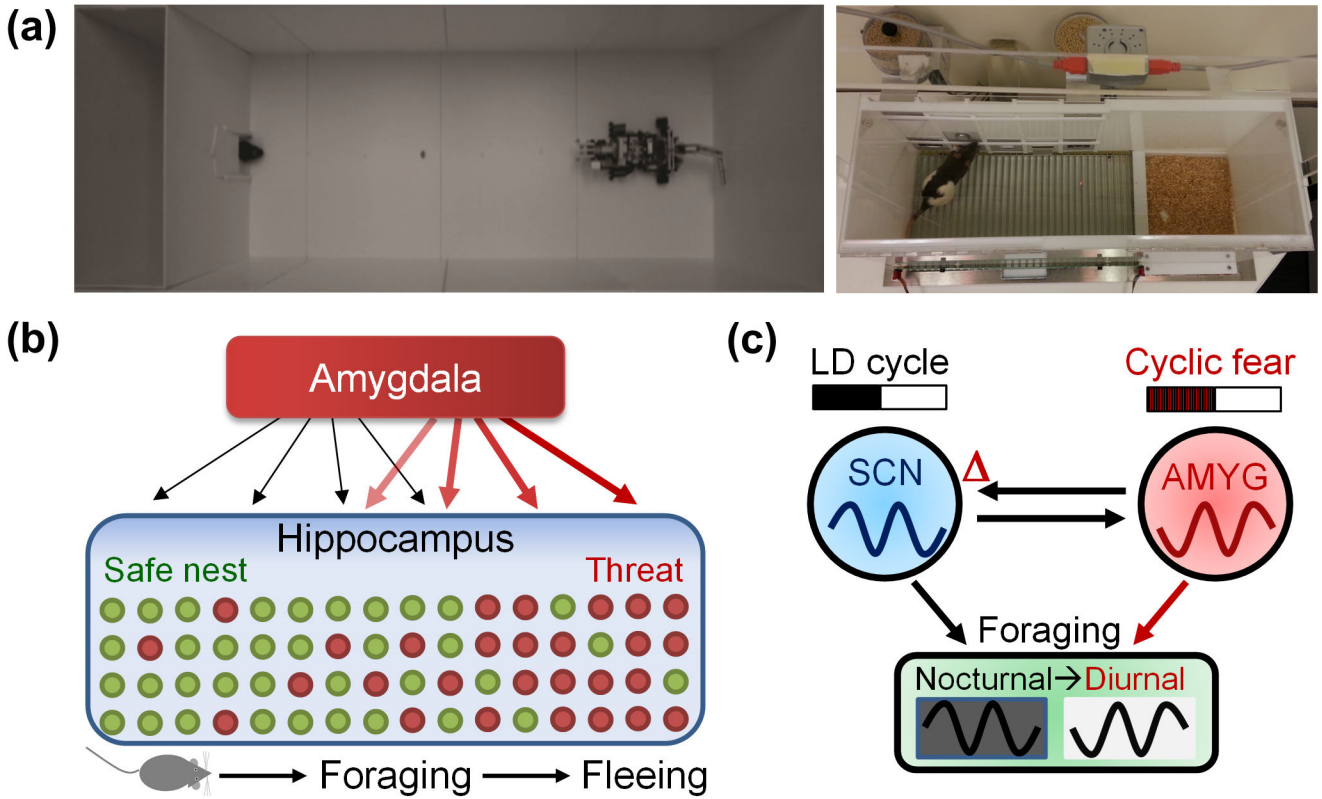 (a)
(b)
Amygdala
Hippocampus
Safe nest
Threat
Foraging
Fleeing
(c)
LD cycle
Cyclic fear
SCN
Δ
AMYG
Foraging
Nocturnal→Diurnal